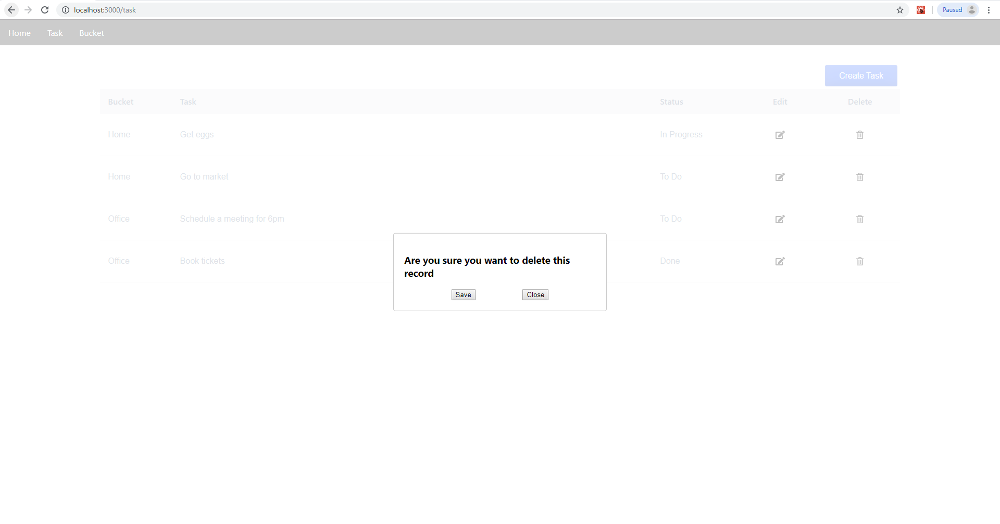 localhost:3000/task
Paused
Home Task Bucket
Create Task
Bucket Task Status Edit Delete
Home Get eggs In Progress
Home Go to market To Do
Office Schedule a meeting for 6pm To Do
Office Book tickets Done
Are you sure you want to delete this
record
Save Close